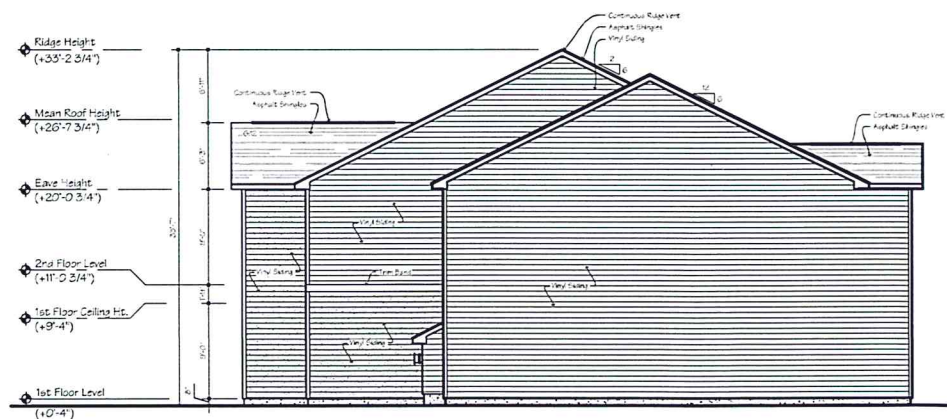 Ridge Height
(+33'-2 3/4")
Mean Roof Height
(+26'-7 3/4")
Eave Height
(+20'-0 3/4")
2nd Floor Level
(+11'-0 3/4")
1st Floor Ceiling Ht.
(+9'-4")
1st Floor Level
(+0'-4")
Continuous Ridge Vent
Asphalt Shingles
Vinyl Siding
Continuous Ridge Vent
Asphalt Shingles
6
12
Continuous Ridge Vent
Asphalt Shingles
Vinyl Siding
Vinyl Siding
Trim Band
Vinyl Siding
Vinyl Siding
8"